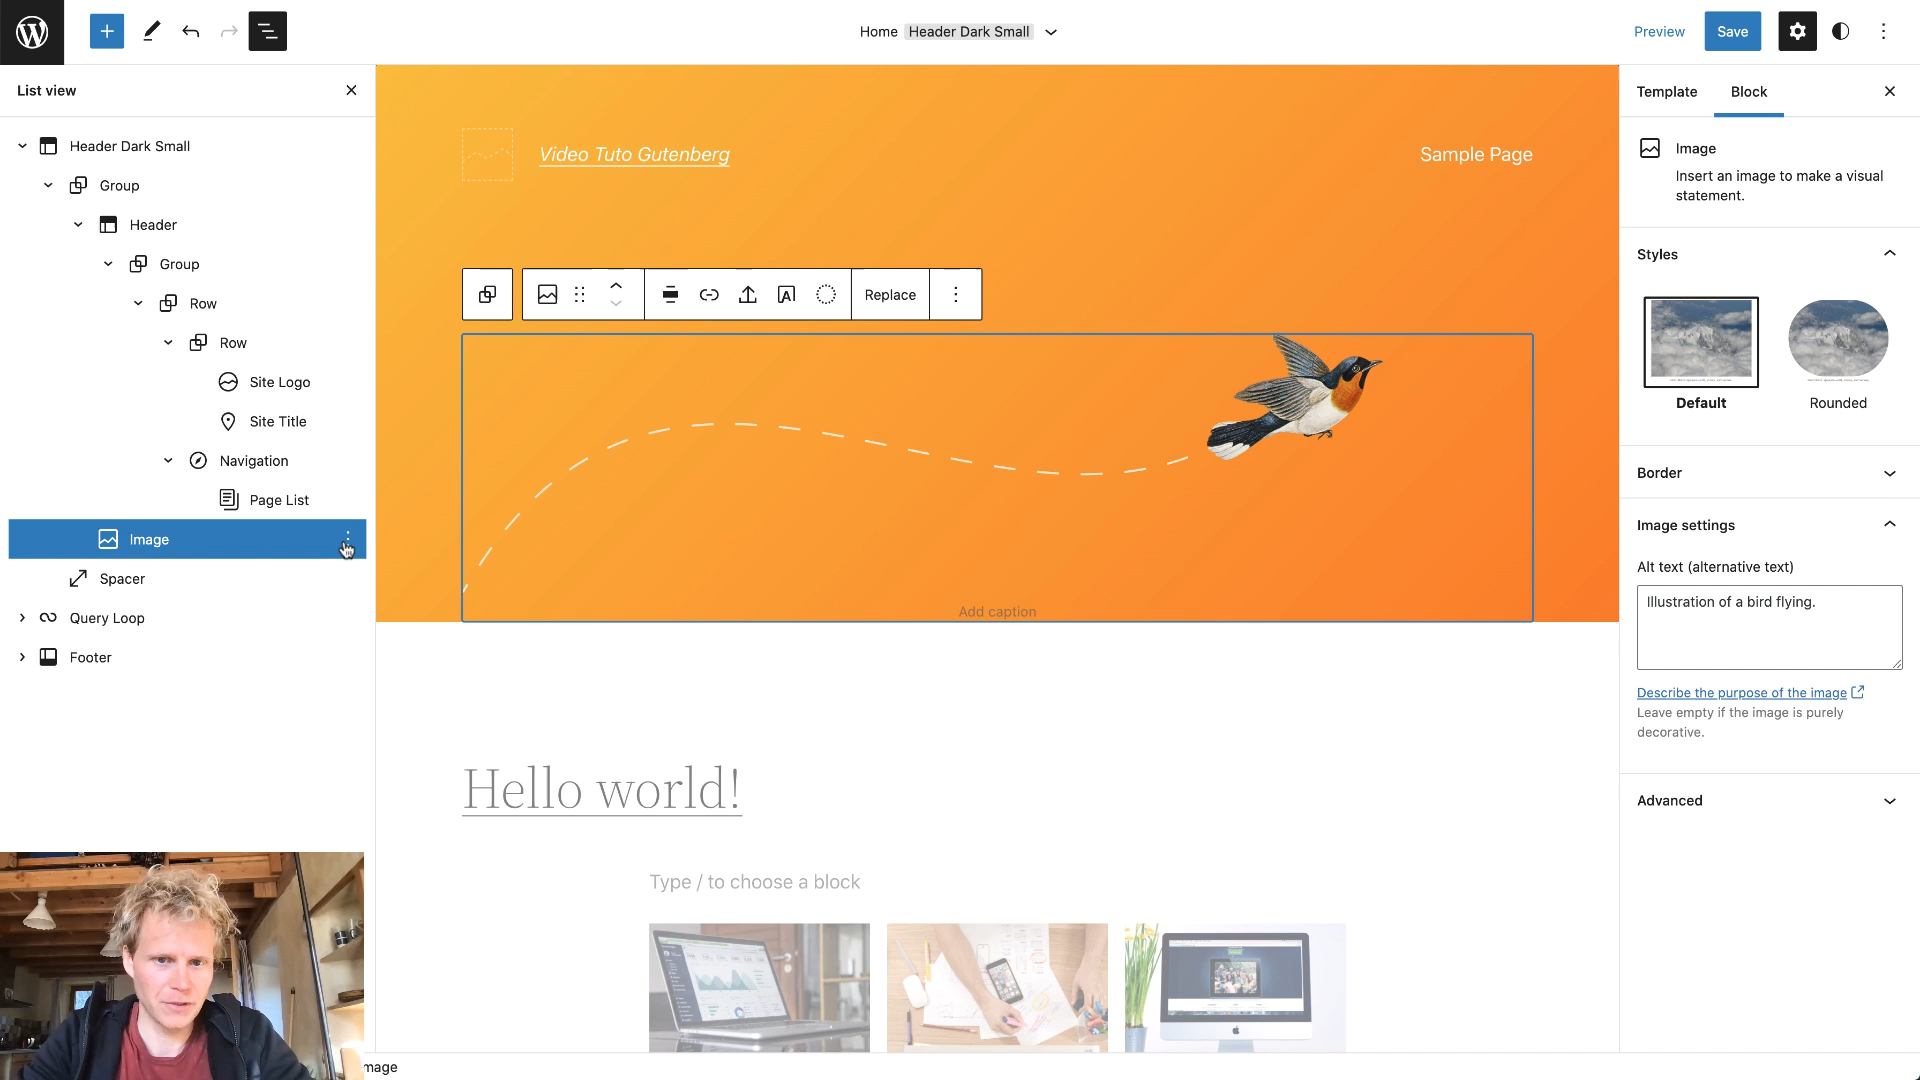 Home Header Dark Small
Preview
Save
List view
Header Dark Small
Group
Header
Group
Row
Row
Site Logo
Site Title
Navigation
Page List
Image
Spacer
Query Loop
Footer
Video Tuto Gutenberg
Sample Page
Replace
Add caption
Hello world!
Type / to choose a block
mage
Template
Block
Image
Insert an image to make a visual
statement.
Styles
Default
Rounded
Border
Image settings
Alt text (alternative text)
Illustration of a bird flying.
Describe the purpose of the image
Leave empty if the image is purely
decorative.
Advanced